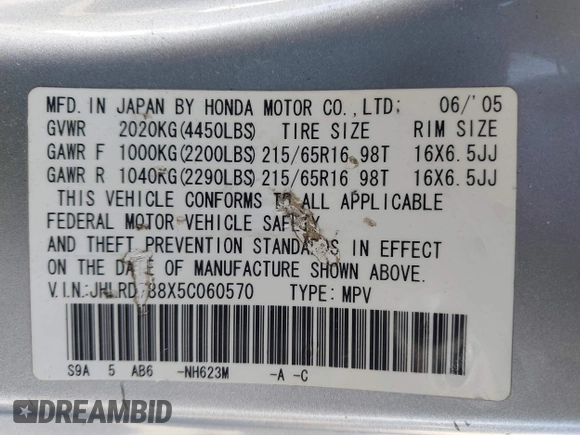 MFD. IN JAPAN BY HONDA MOTOR CO.,LTD: 06/'05
GVWR 2020KG(4450LBS) TIRE SIZE RIM SIZE
GAWR F 1000KG(2200LBS) 215/65R16 98T 16X6.5JJ
GAWR R 1040KG(2290LBS) 215/65R16 98T 16X6.5JJ
THIS VEHICLE CONFORMS TO ALL APPLICABLE
FEDERAL MOTOR VEHICLE SAFETY
AND THEFT PREVENTION STANDARDS IN EFFECT
ON THE DATE OF MANUFACTURE SHOWN ABOVE.
V.I.N.: TYPE: MPV
S9A 5 AB6 -NH623M -A -C
DREAMBID